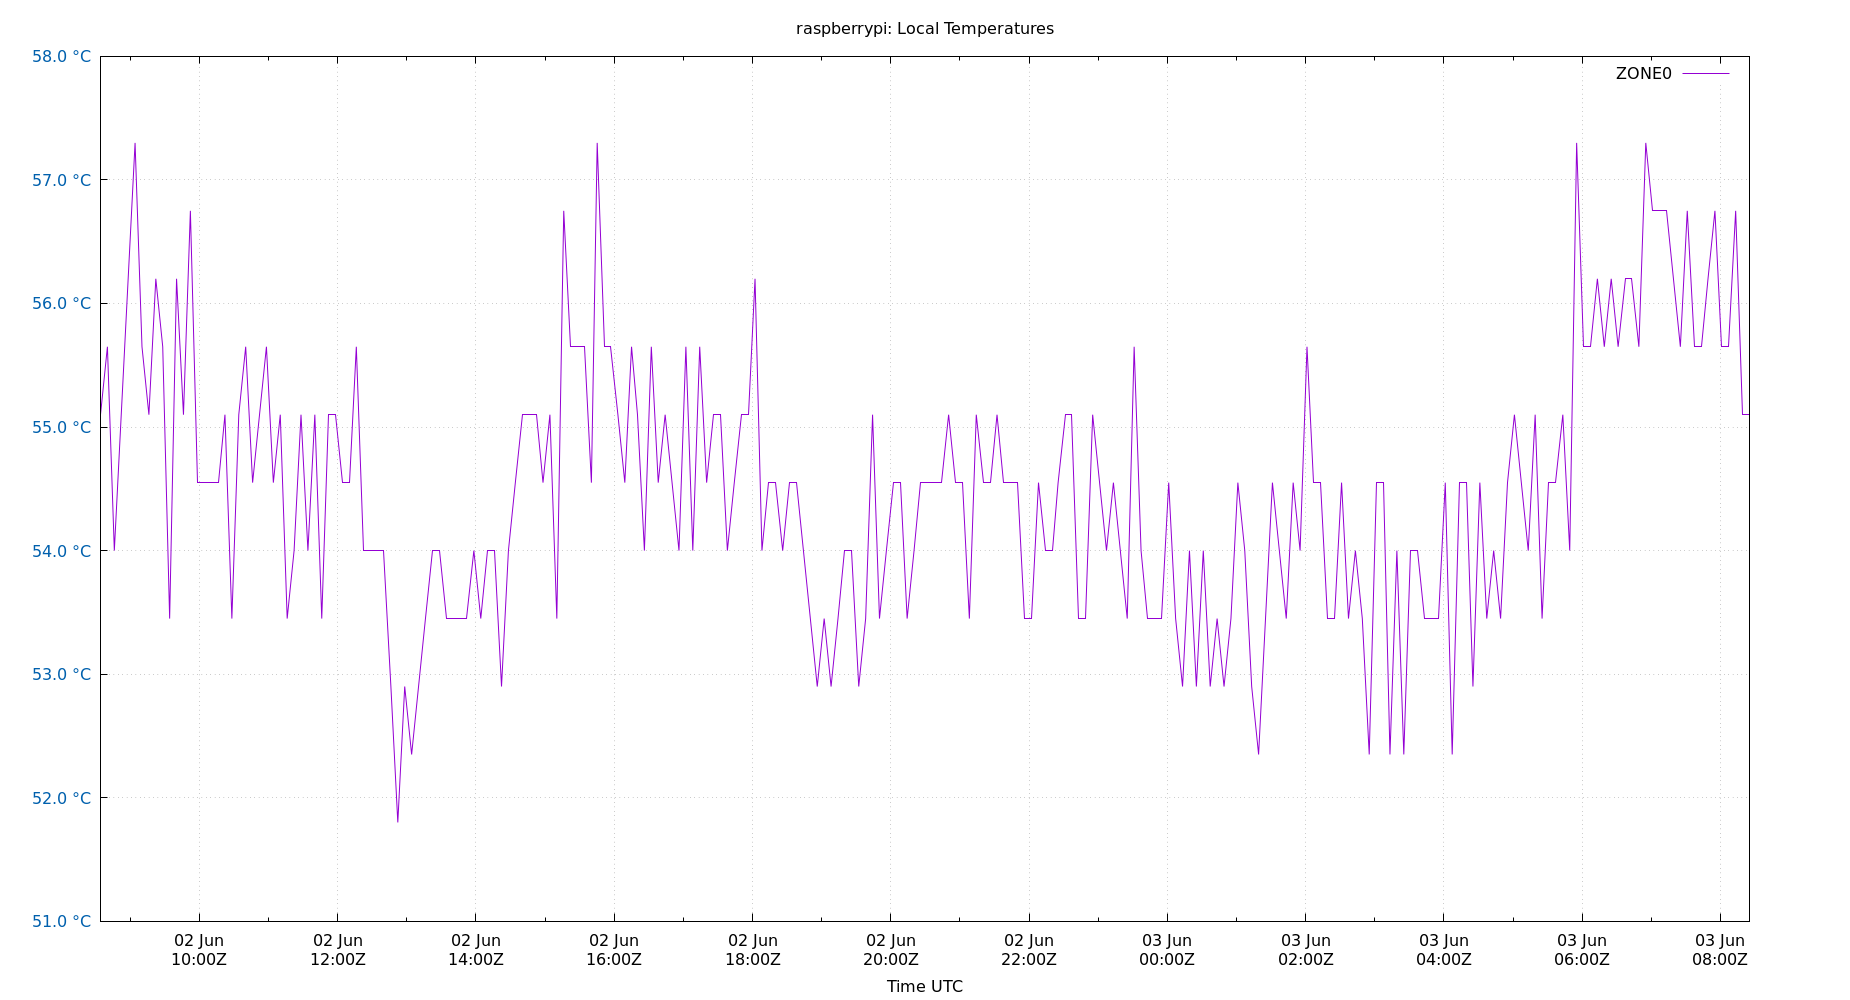 raspberrypi: Local Temperatures
58.0 °C
ZONE0
57.0 °C
56.0 °C
55.0 °C
54.0 °C
53.0 °C
52.0 °C
51.0 °C
02 Jun 02 Jun 02 Jun 02 Jun 02 Jun 02 Jun 02 Jun 03 Jun 03 Jun 03 Jun 03 Jun 03 Jun
10:00Z 12:00Z 14:00Z 16:00Z 18:00Z 20:00Z 22:00Z 00:00Z 02:00Z 04:00Z 06:00Z 08:00Z
Time UTC